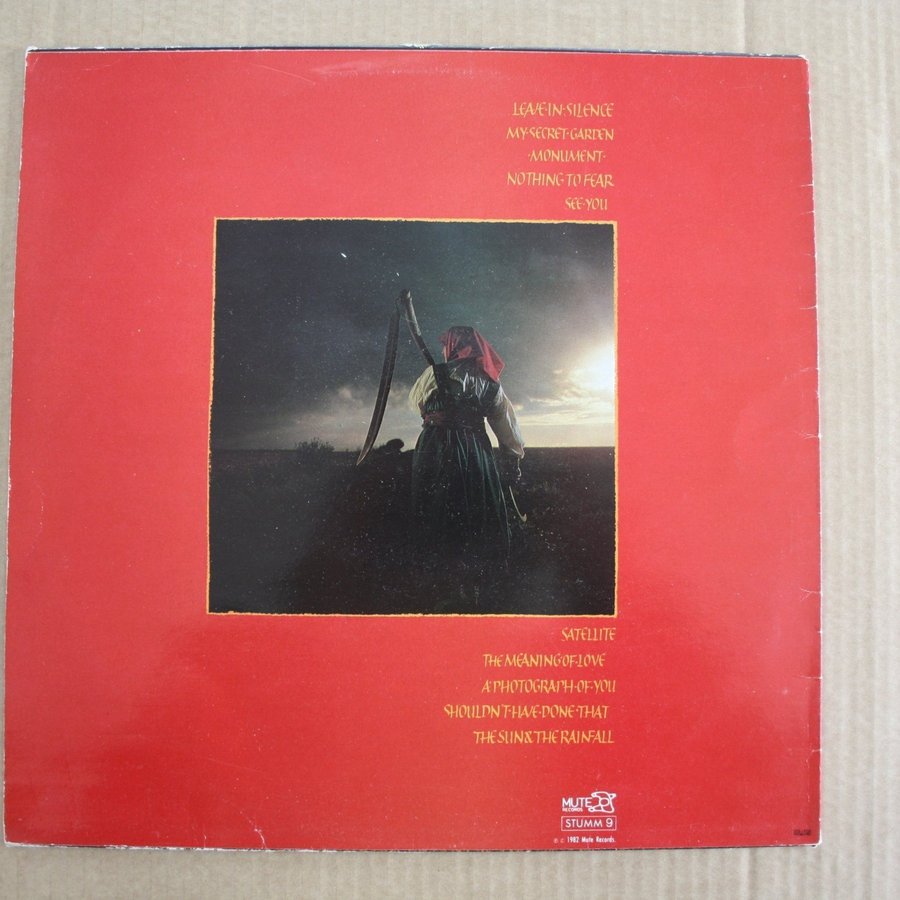 LEAVE·IN·SILENCE
MY·SECRET·GARDEN
·MONUMENT·
NOTHING·TO FEAR
SEE·YOU
SATELLITE
THE MEANING·OF·LOVE
A·PHOTOGRAPH·OF·YOU
SHOULDN'T·HAVE·DONE·THAT
THE SUN & THE RAINFALL
MUTE
RECORDS
STUMM 9
℗ © 1982 Mute Records.